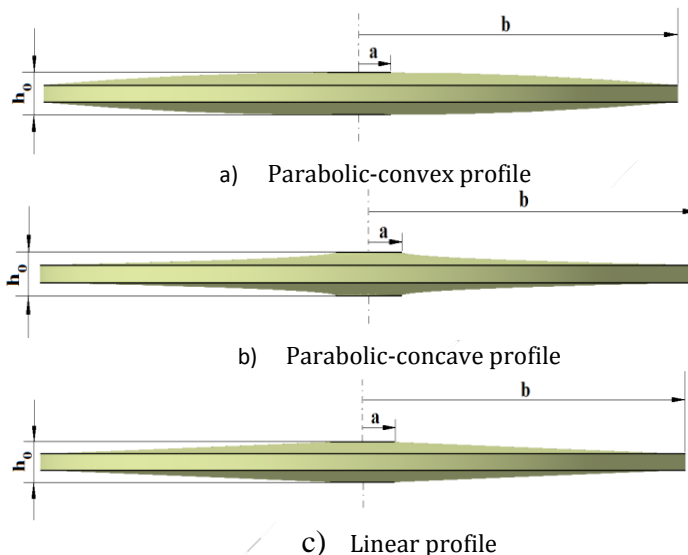 b
a
h₀
a) Parabolic-convex profile
b
a
h₀
b) Parabolic-concave profile
b
a
h₀
c) Linear profile